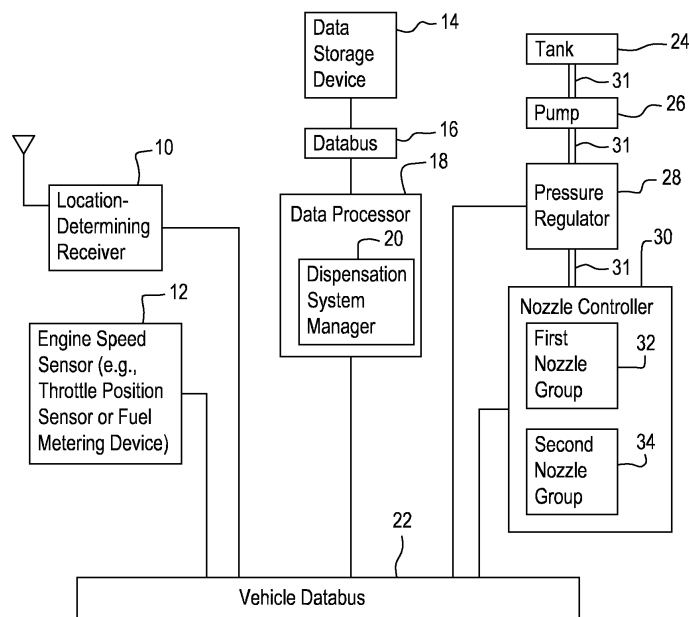 Data
Storage
Device
14
Databus
16
Data Processor
18
20
Dispensation
System
Manager
10
Location-
Determining
Receiver
12
Engine Speed
Sensor (e.g.,
Throttle Position
Sensor or Fuel
Metering Device)
Tank
24
31
Pump
26
31
Pressure
Regulator
28
31
30
Nozzle Controller
First
Nozzle
Group
32
Second
Nozzle
Group
34
22
Vehicle Databus